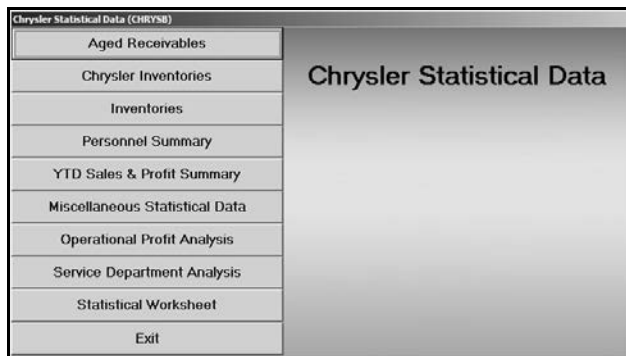 Chrysler Statistical Data (CHRYSB)
Aged Receivables
Chrysler Inventories
Inventories
Personnel Summary
YTD Sales & Profit Summary
Miscellaneous Statistical Data
Operational Profit Analysis
Service Department Analysis
Statistical Worksheet
Exit
Chrysler Statistical Data